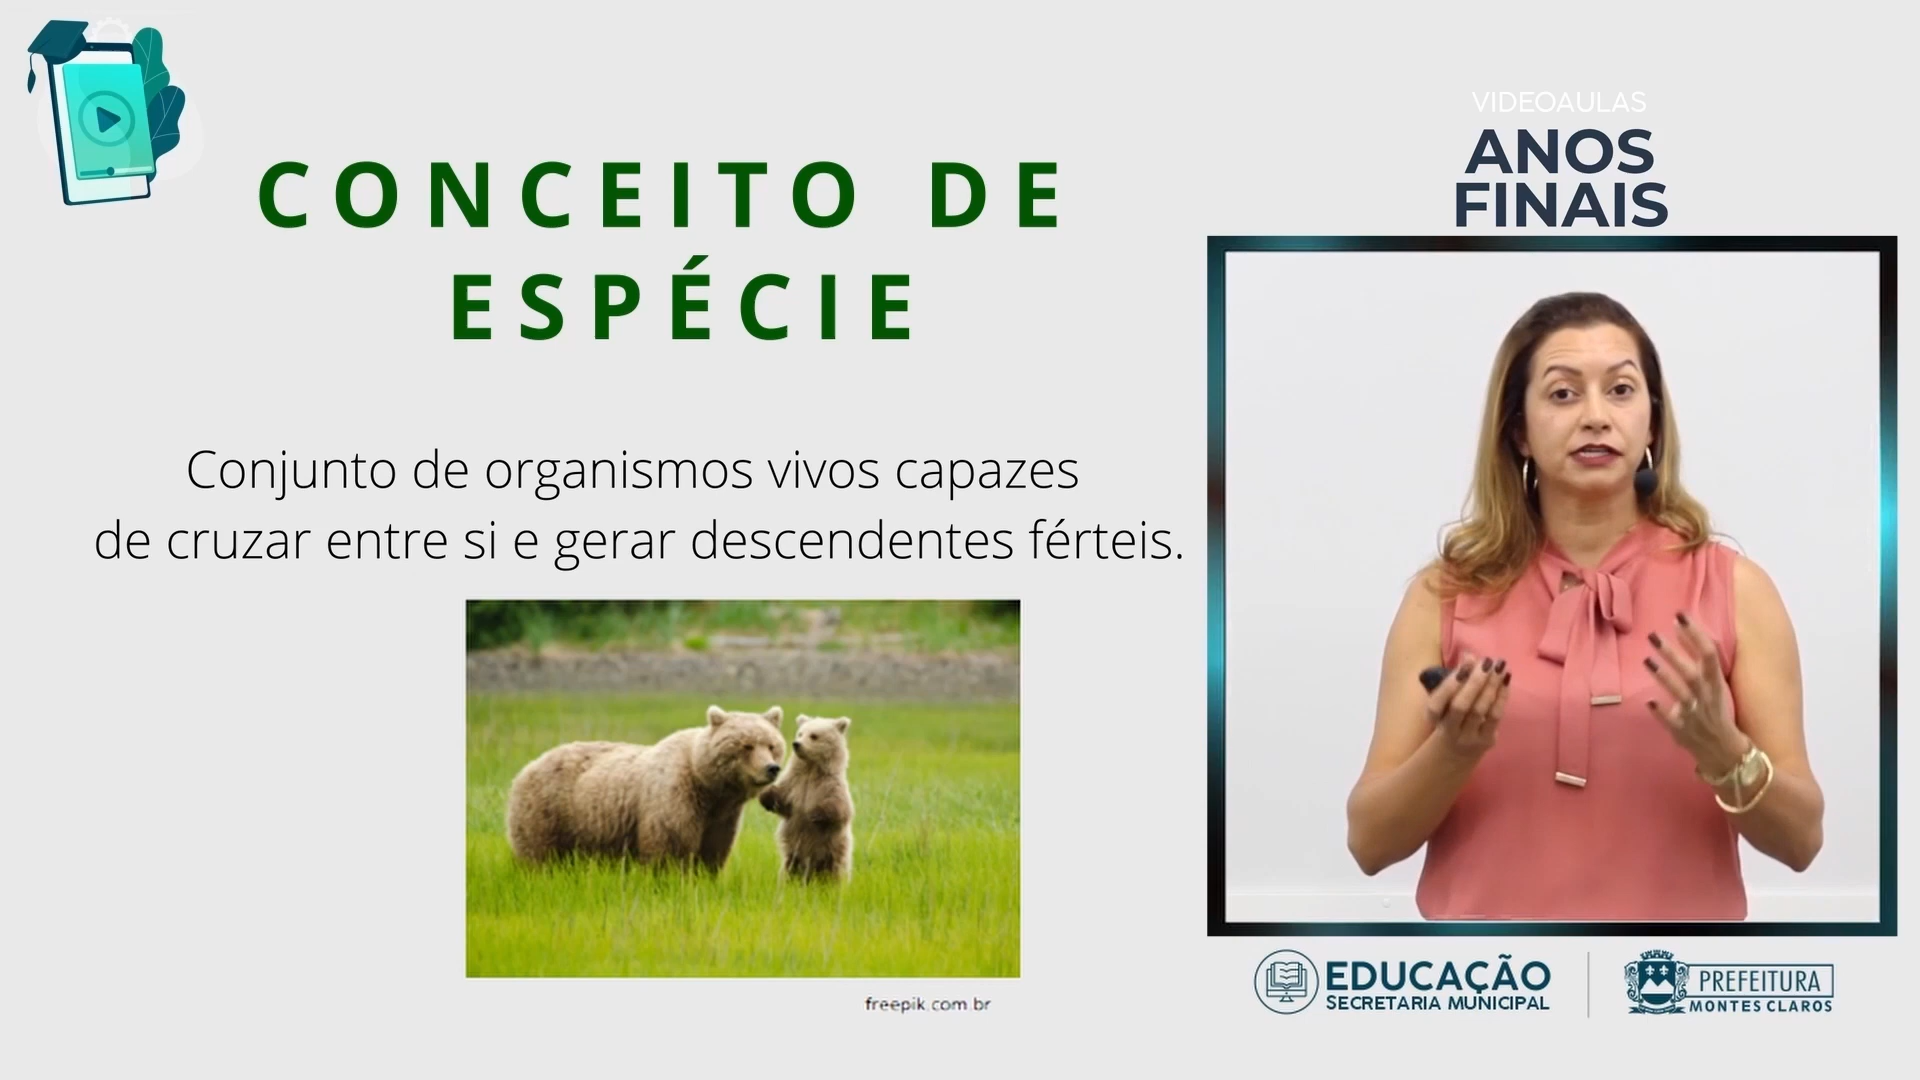 VIDEOAULAS
ANOS
FINAIS
CONCEITO DE
ESPÉCIE
Conjunto de organismos vivos capazes
de cruzar entre si e gerar descendentes férteis.
freepik.com.br
EDUCAÇÃO
SECRETARIA MUNICIPAL
PREFEITURA
MONTES CLAROS